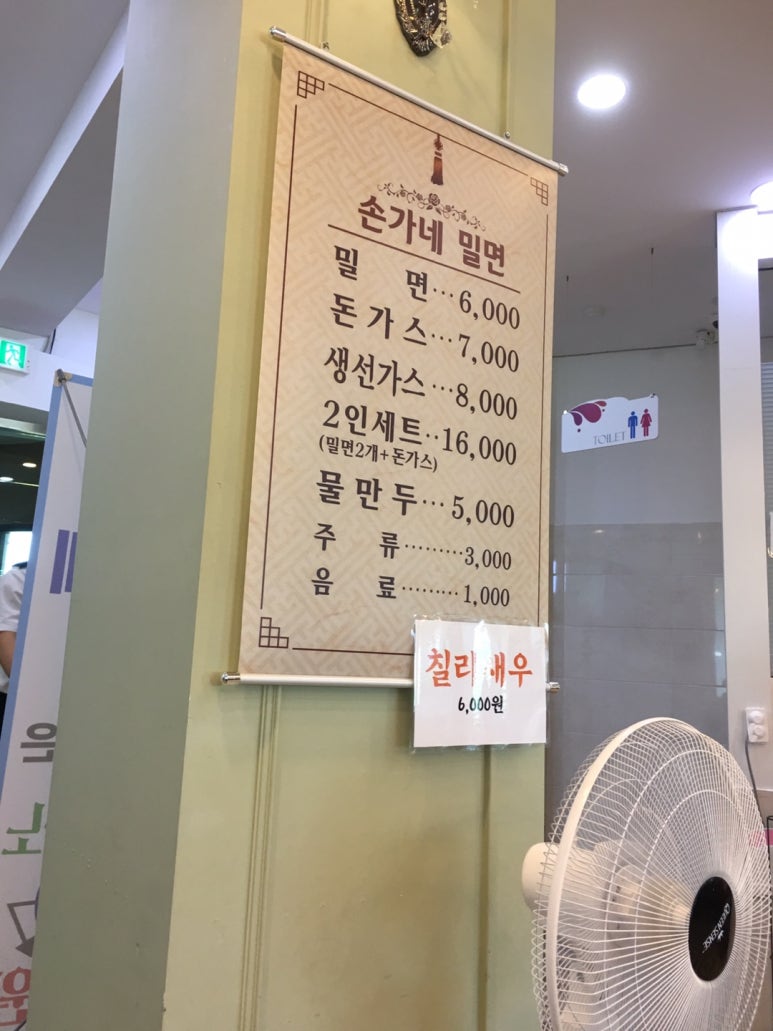 손가네 밀면
밀 면…6,000
돈가스…7,000
생선가스…8,000
2인세트‥16,000
(밀면2개+돈가스)
물만두…5,000
주 류………3,000
음 료………1,000
칠리새우
6,000원
TOILET
원
노